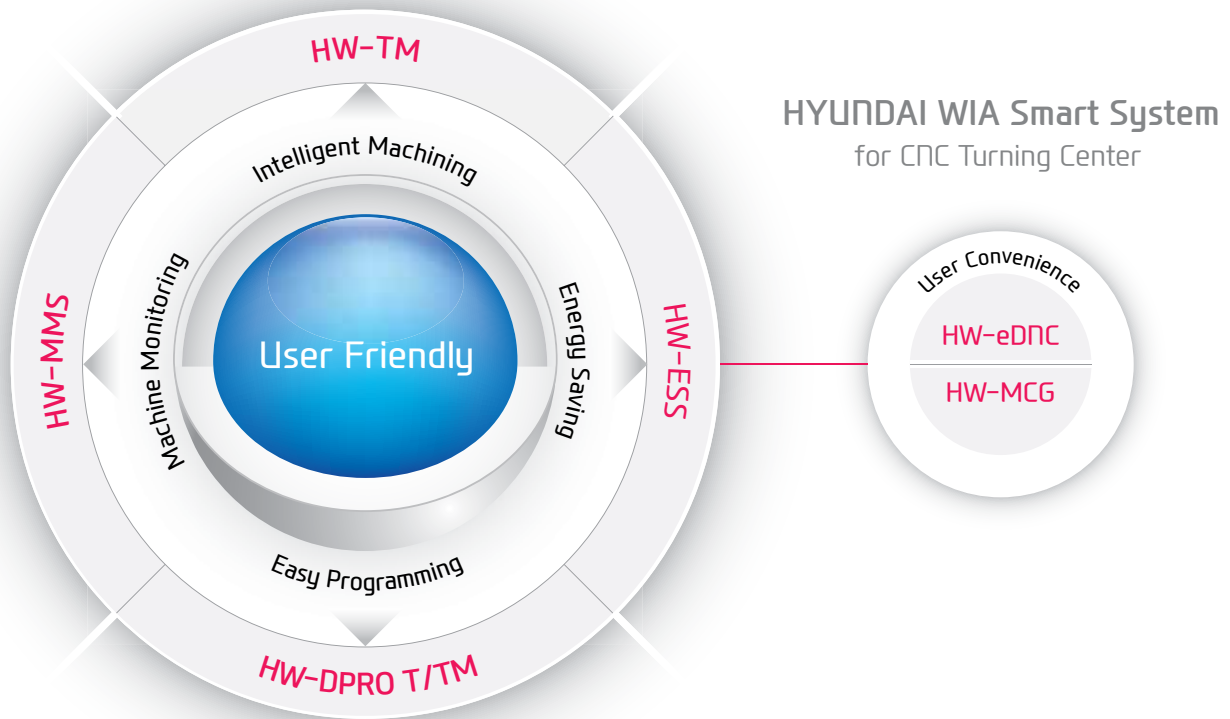 HW-TM
HYUNDAI WIA Smart System
for CNC Turning Center
Intelligent Machining
User Convenience
Machine Monitoring
Energy Saving
HW-MMS
User Friendly
HW-ESS
HW-eDNC
HW-MCG
Easy Programming
HW-DPRO T/TM